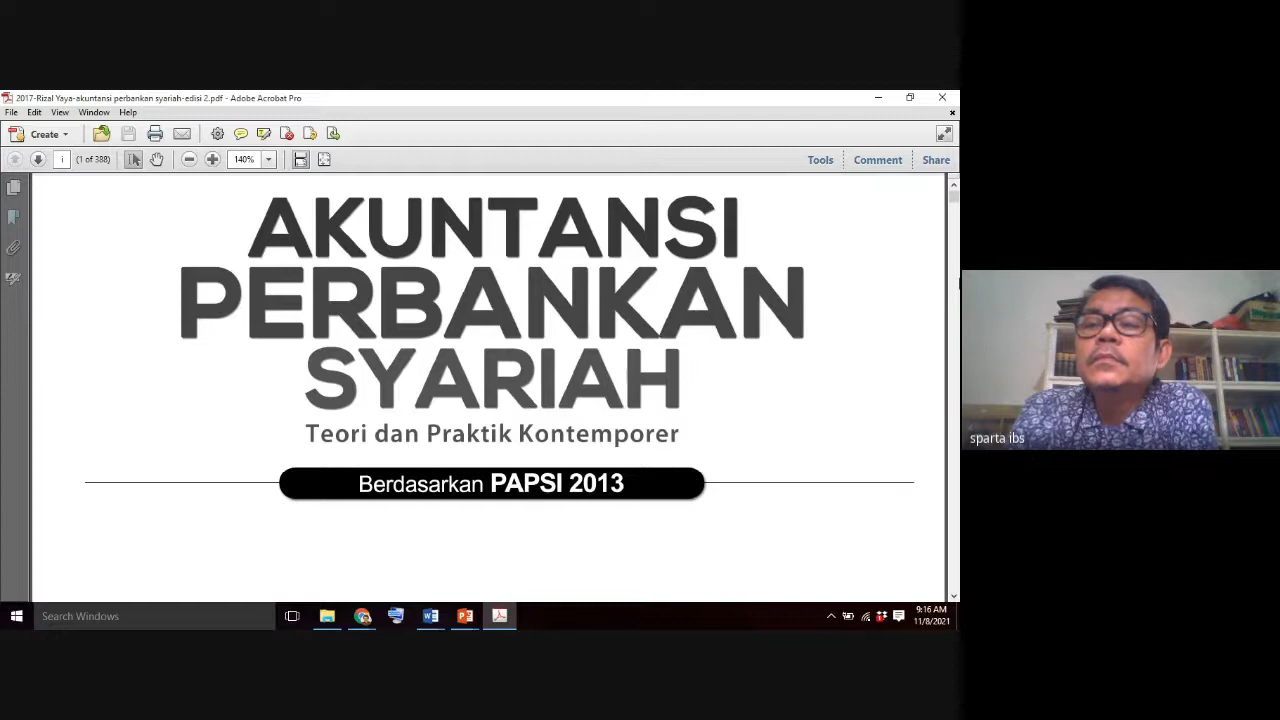 2017-Rizal Yaya-akuntansi perbankan syariah-edisi 2.pdf - Adobe Acrobat Pro
File Edit View Window Help
Create
i (1 of 388) 140% Tools Comment Share
AKUNTANSI
PERBANKAN
SYARIAH
Teori dan Praktik Kontemporer
Berdasarkan PAPSI 2013
sparta ibs
Search Windows
9:16 AM
11/8/2021